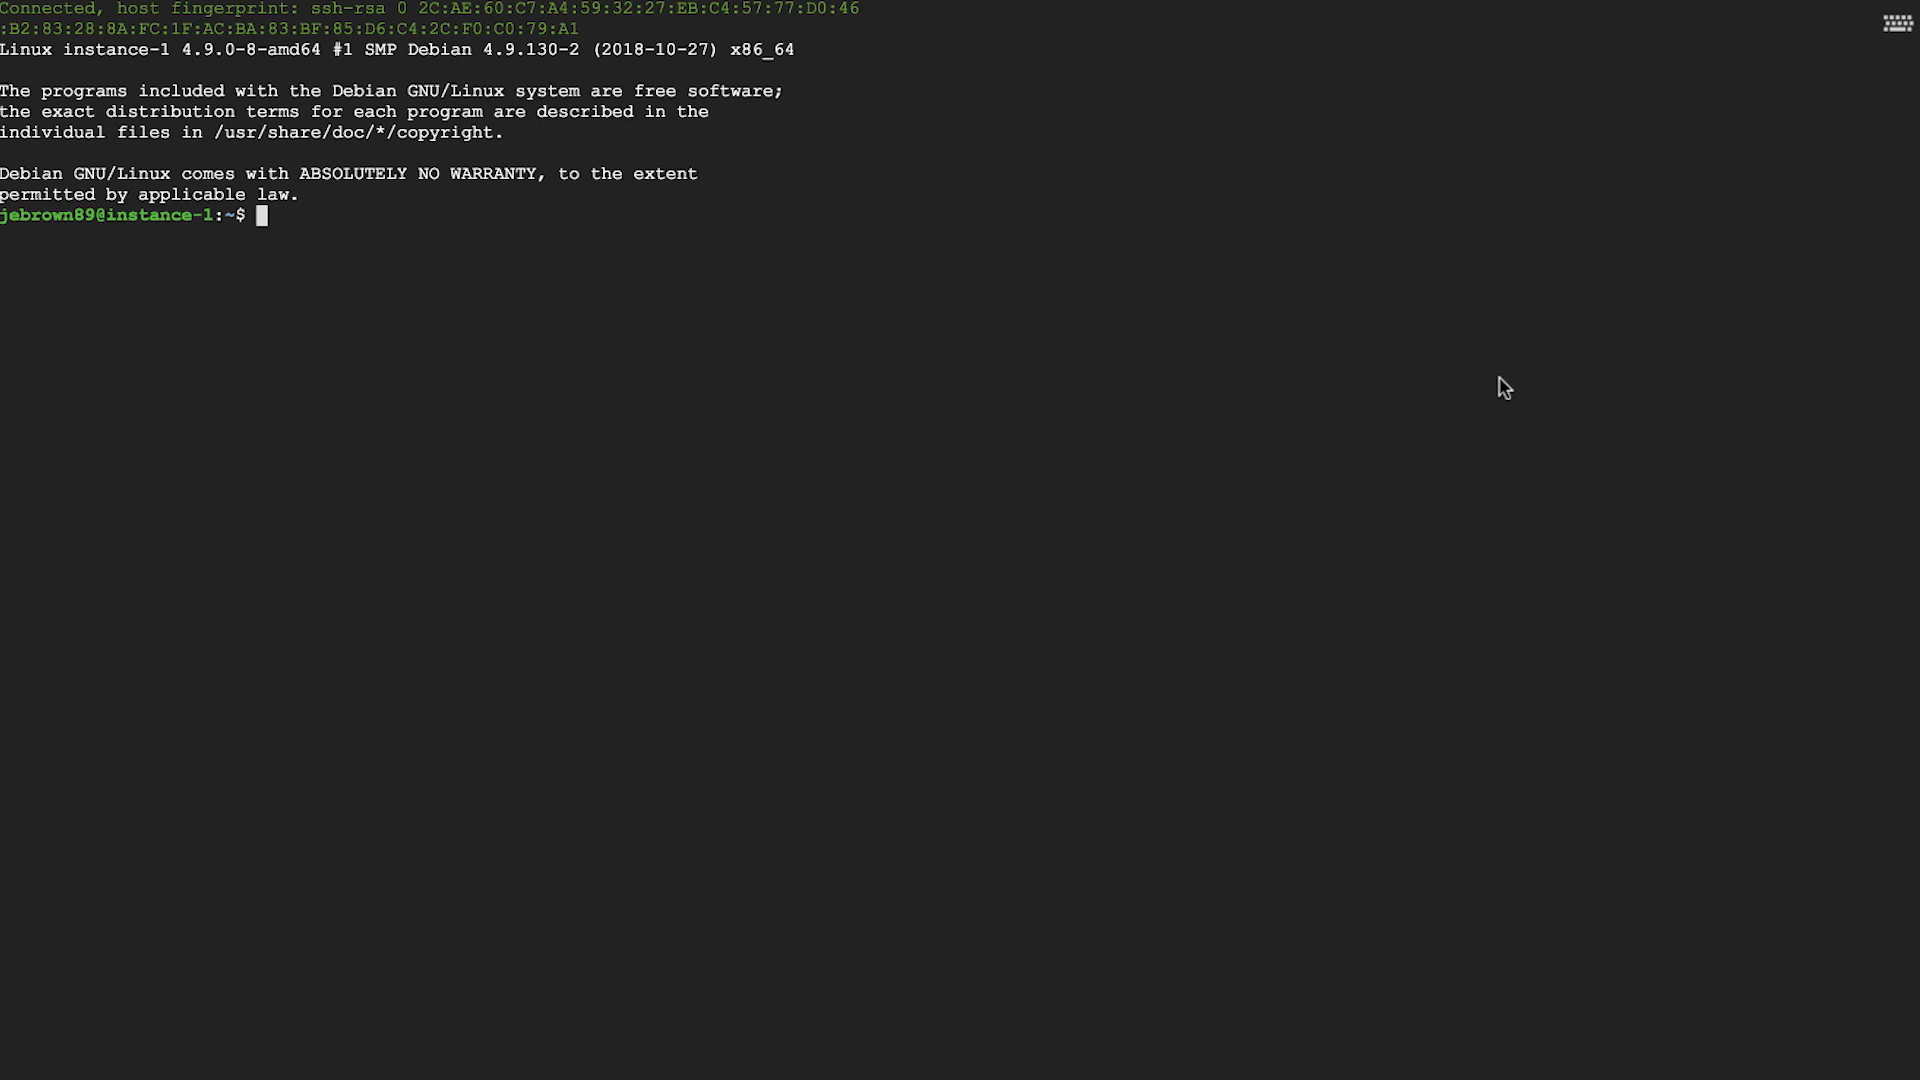 Connected, host fingerprint: ssh-rsa 0 2C:AE:60:C7:A4:59:32:27:EB:C4:57:77:D0:46
:B2:83:28:8A:FC:1F:AC:BA:83:BF:85:D6:C4:2C:F0:C0:79:A1
Linux instance-1 4.9.0-8-amd64 #1 SMP Debian 4.9.130-2 (2018-10-27) x86_64
The programs included with the Debian GNU/Linux system are free software;
the exact distribution terms for each program are described in the
individual files in /usr/share/doc/*/copyright.
Debian GNU/Linux comes with ABSOLUTELY NO WARRANTY, to the extent
permitted by applicable law.
jebrown89@instance-1:~$